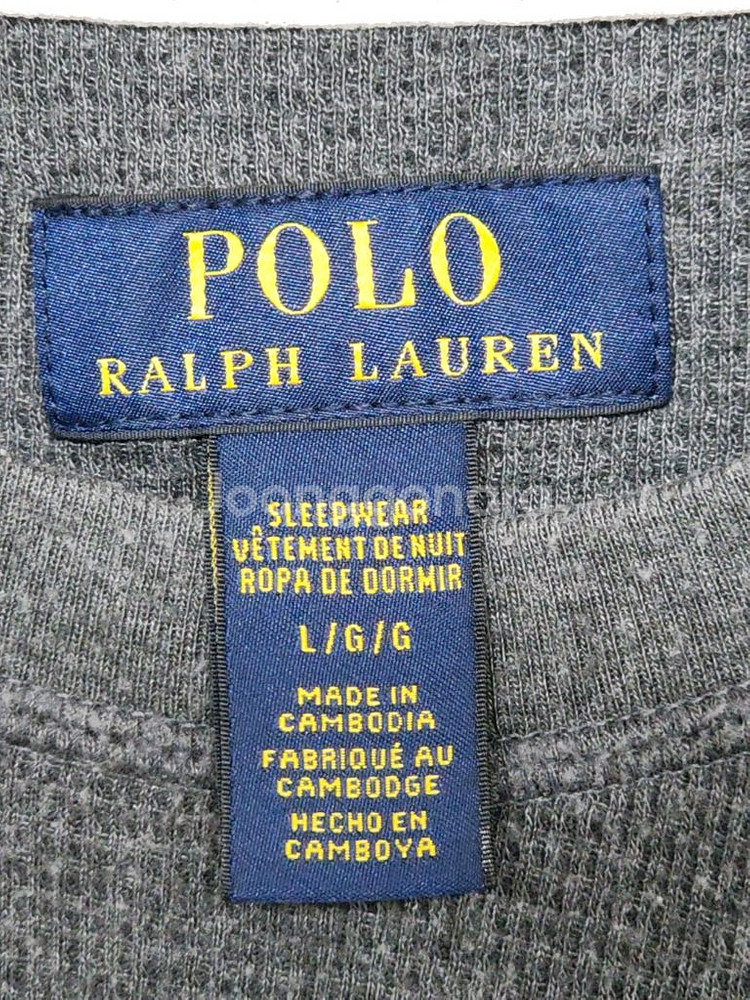 POLO
RALPH LAUREN
SLEEPWEAR
VÊTEMENT DE NUIT
ROPA DE DORMIR
L/G/G
MADE IN
CAMBODIA
FABRIQUÉ AU
CAMBODGE
HECHO EN
CAMBOYA